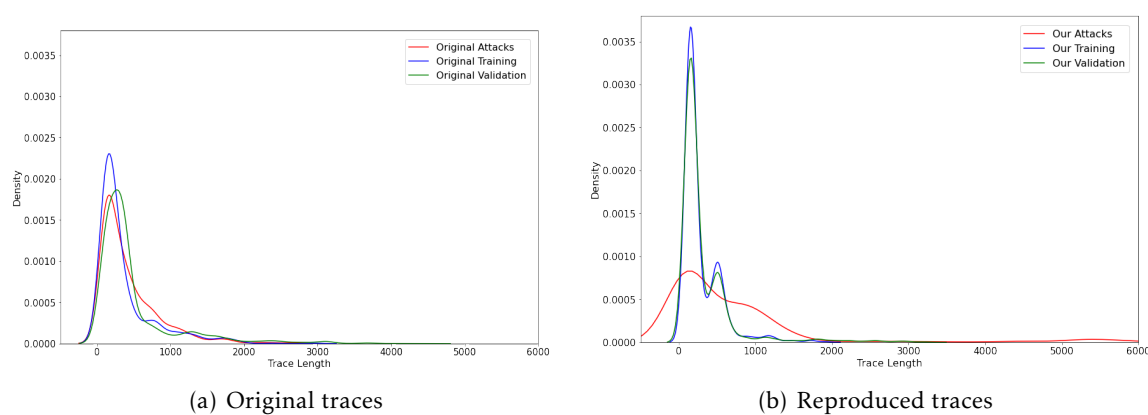 Original Attacks
Original Training
Original Validation
0.0035
0.0030
0.0025
0.0020
0.0015
0.0010
0.0005
0.0000
Density
0 1000 2000 3000 4000 5000 6000
Trace Length
(a) Original traces
Our Attacks
Our Training
Our Validation
0.0035
0.0030
0.0025
0.0020
0.0015
0.0010
0.0005
0.0000
Density
0 1000 2000 3000 4000 5000 6000
Trace Length
(b) Reproduced traces